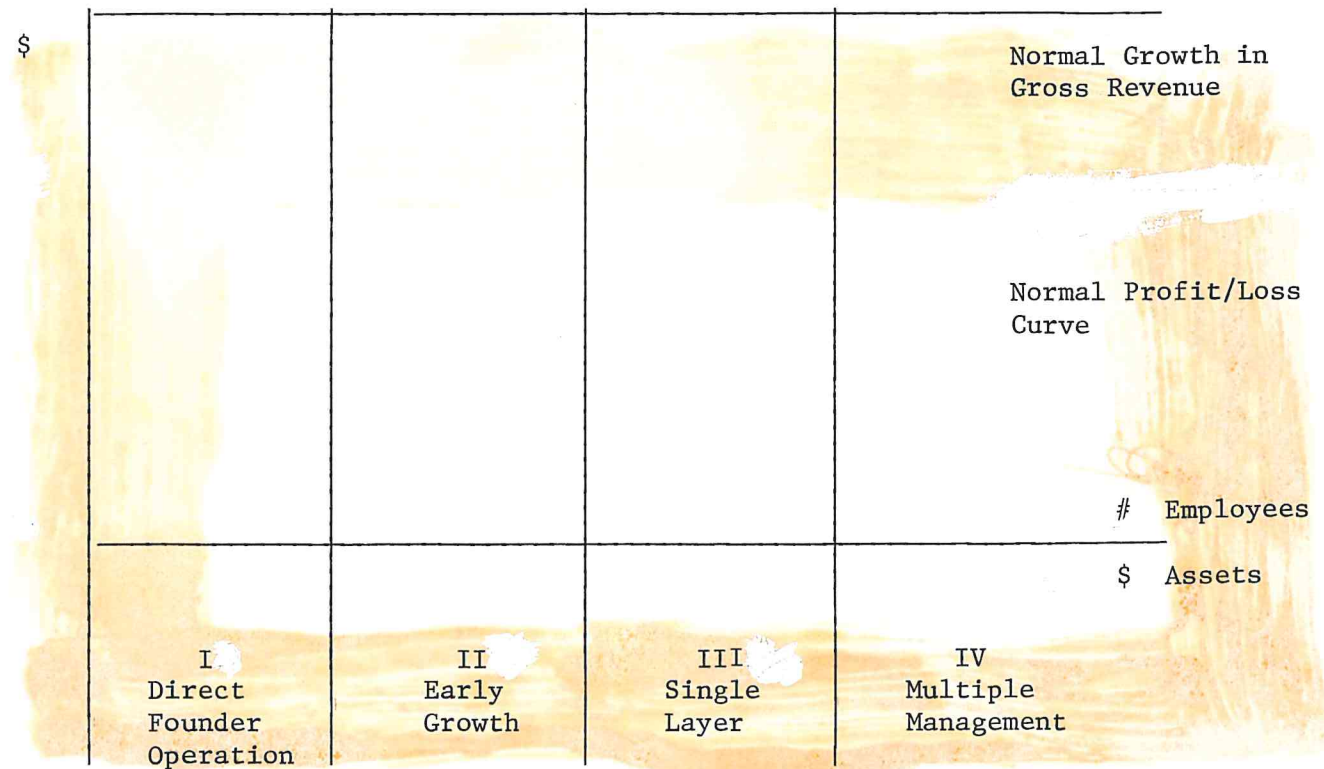 $
Normal Growth in
Gross Revenue
Normal Profit/Loss
Curve
# Employees
$ Assets
I
Direct
Founder
Operation
II
Early
Growth
III
Single
Layer
IV
Multiple
Management